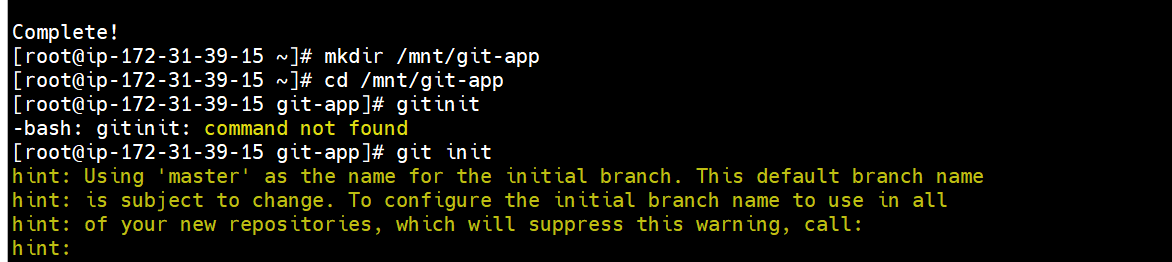 Complete!
[root@ip-172-31-39-15 ~]# mkdir /mnt/git-app
[root@ip-172-31-39-15 ~]# cd /mnt/git-app
[root@ip-172-31-39-15 git-app]# gitinit
-bash: gitinit: command not found
[root@ip-172-31-39-15 git-app]# git init
hint: Using 'master' as the name for the initial branch. This default branch name
hint: is subject to change. To configure the initial branch name to use in all
hint: of your new repositories, which will suppress this warning, call:
hint: